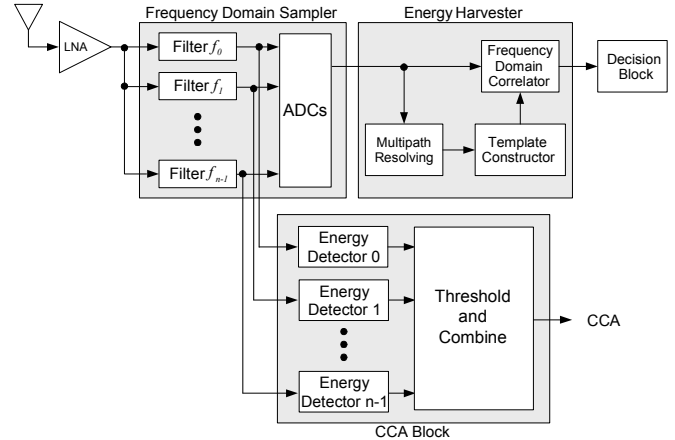 Frequency Domain Sampler
Energy Harvester
LNA
Filter f0
Filter f1
Filter fn-1
ADCs
Frequency
Domain
Correlator
Decision
Block
Multipath
Resolving
Template
Constructor
Energy
Detector 0
Energy
Detector 1
Energy
Detector n-1
Threshold
and
Combine
CCA
CCA Block